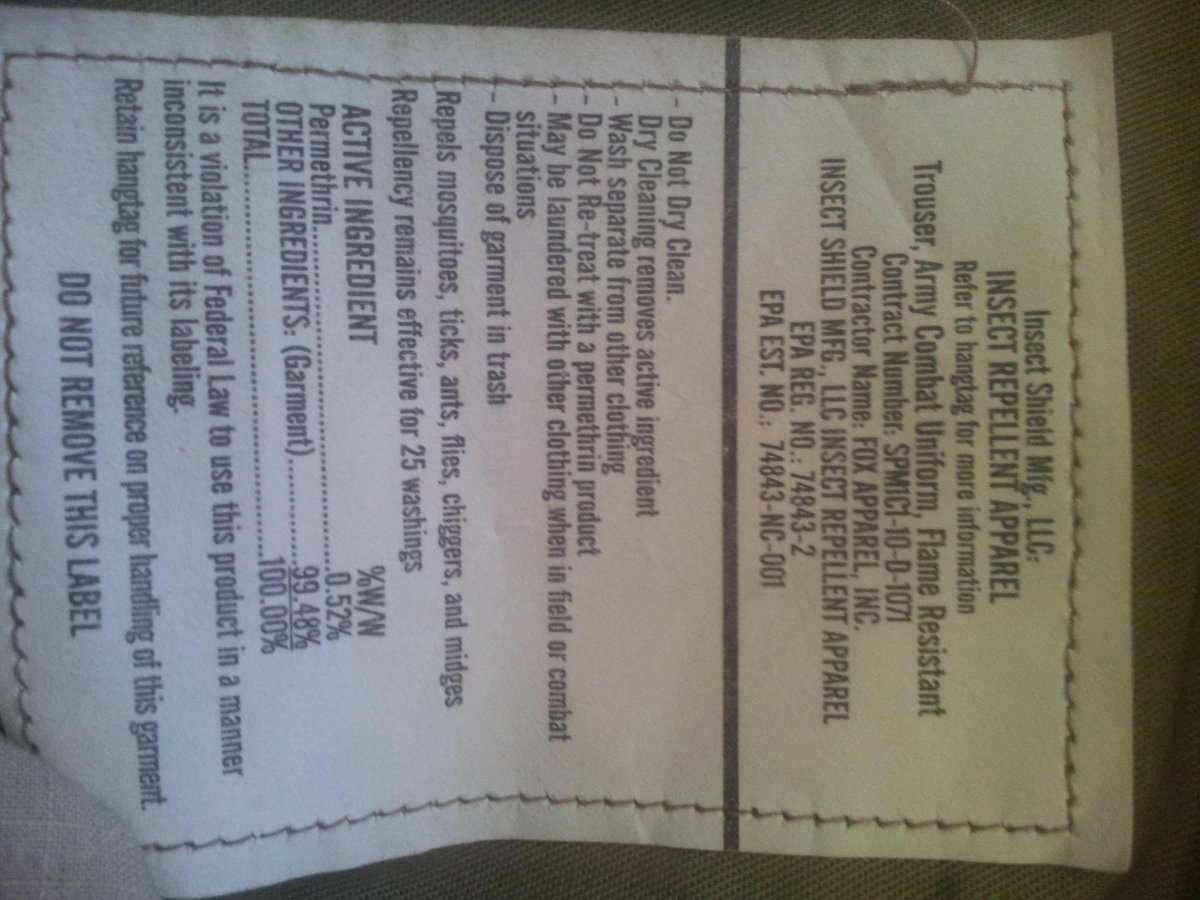 Insect Shield Mfg., LLC:
INSECT REPELLENT APPAREL
Refer to hangtag for more information
Trouser, Army Combat Uniform, Flame Resistant
Contract Number: SPM1C1-10-D-1071
Contractor Name: FOX APPAREL, INC.
INSECT SHIELD MFG., LLC INSECT REPELLENT APPAREL
EPA REG. NO.: 74843-2
EPA EST. NO.: 74843-NC-001
- Do Not Dry Clean.
Dry Cleaning removes active ingredient
- Wash separate from other clothing
- Do Not Re-treat with a permethrin product
- May be laundered with other clothing when in field or combat
situations
- Dispose of garment in trash
Repels mosquitoes, ticks, ants, flies, chiggers, and midges
Repellency remains effective for 25 washings
ACTIVE INGREDIENT %W/W
Permethrin..............................0.52%
OTHER INGREDIENTS: (Garment)...........99.48%
TOTAL..................................100.00%
It is a violation of Federal Law to use this product in a manner
inconsistent with its labeling.
Retain hangtag for future reference on proper handling of this garment.
DO NOT REMOVE THIS LABEL